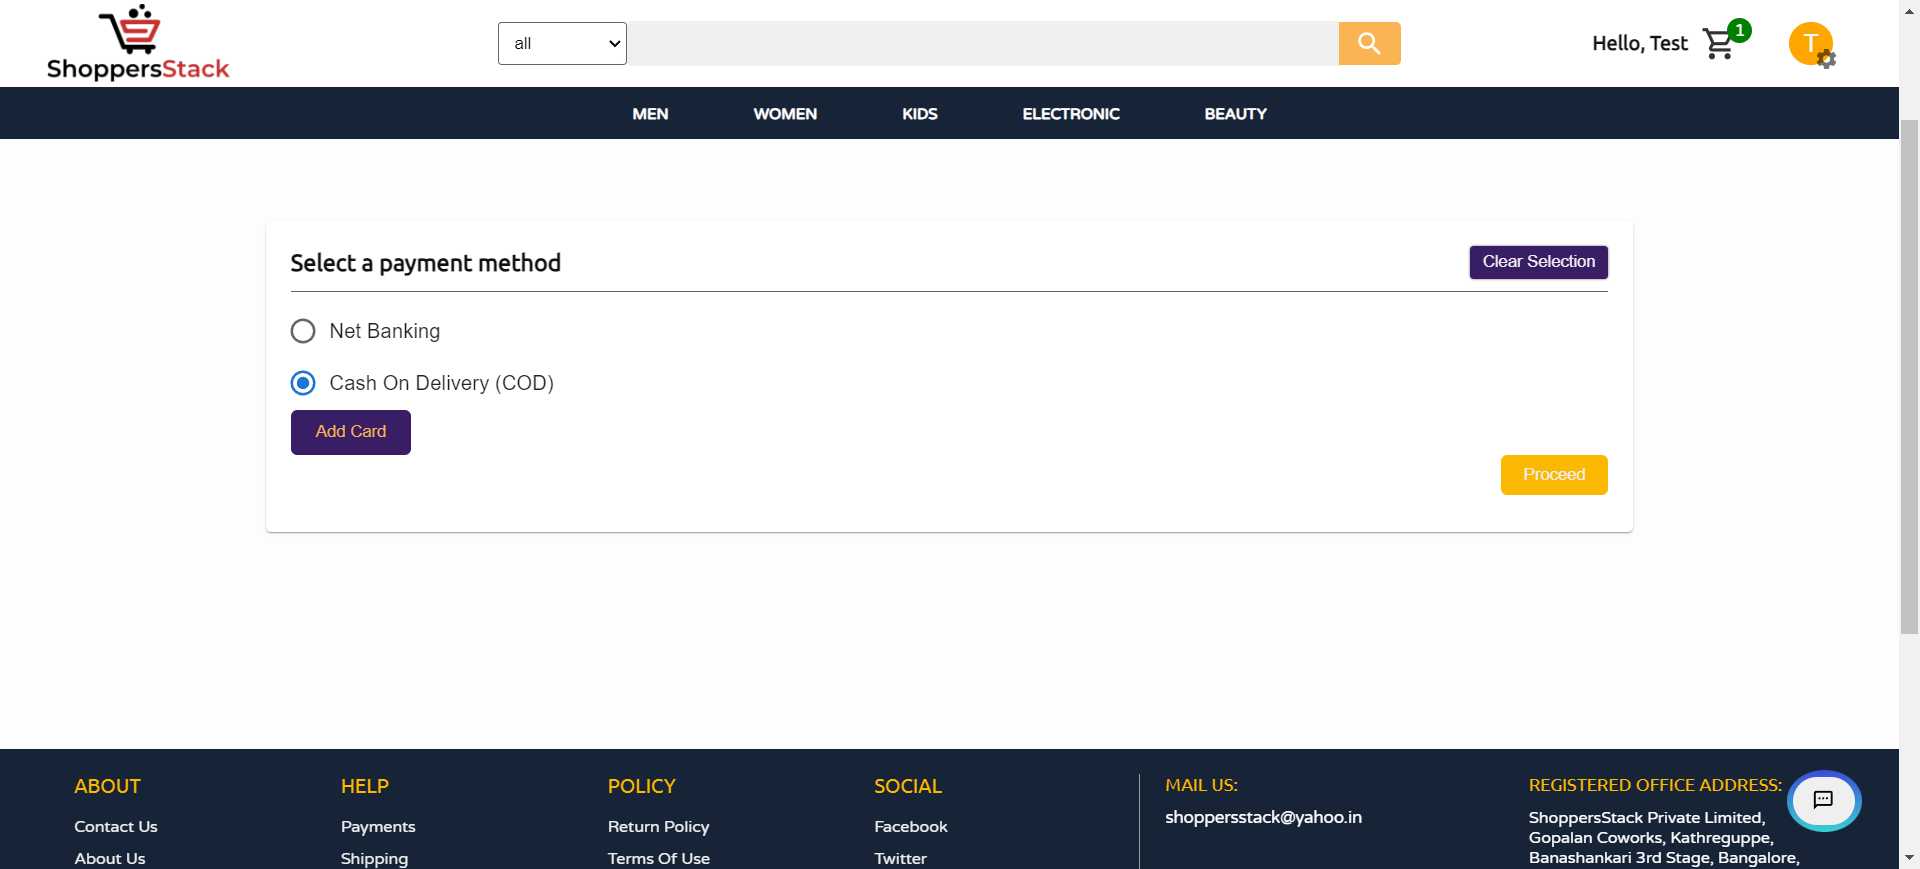 ShoppersStack
all
Hello, Test
1
T
MEN
WOMEN
KIDS
ELECTRONIC
BEAUTY
Select a payment method
Clear Selection
Net Banking
Cash On Delivery (COD)
Add Card
Proceed
ABOUT
Contact Us
About Us
HELP
Payments
Shipping
POLICY
Return Policy
Terms Of Use
SOCIAL
Facebook
Twitter
MAIL US:
shoppersstack@yahoo.in
REGISTERED OFFICE ADDRESS:
ShoppersStack Private Limited,
Gopalan Coworks, Kathreguppe,
Banashankari 3rd Stage, Bangalore,